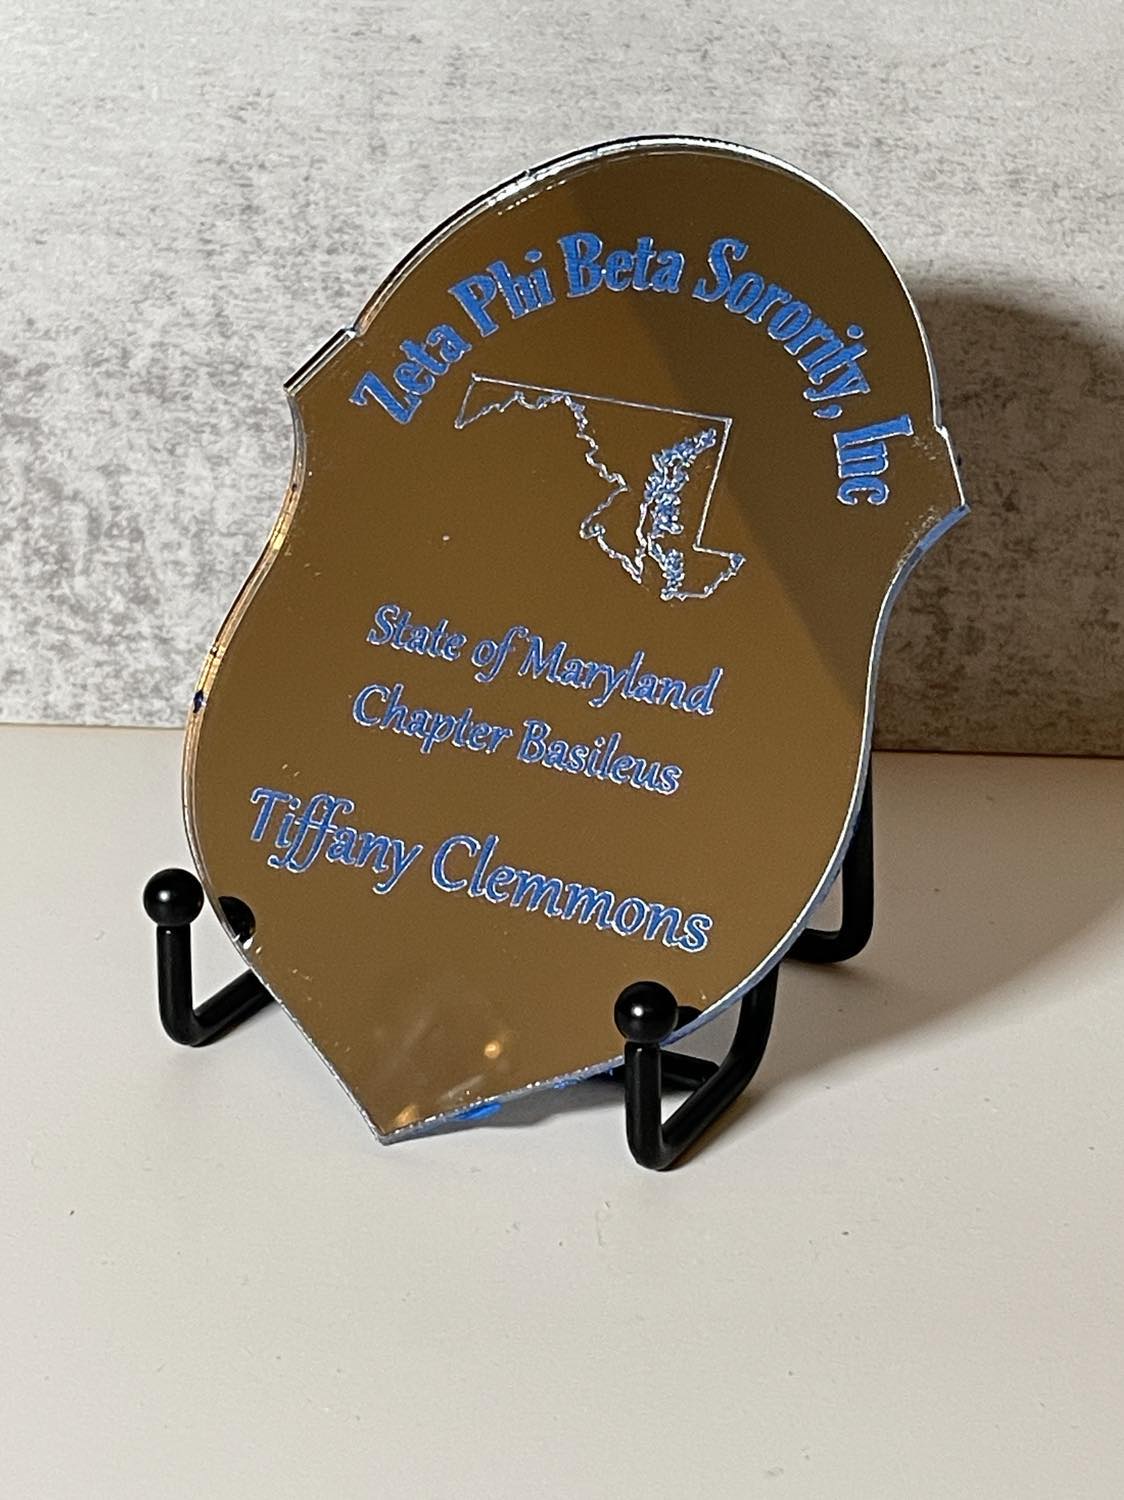 Zeta Phi Beta Sorority, Inc
State of Maryland
Chapter Basileus
Tiffany Clemmons